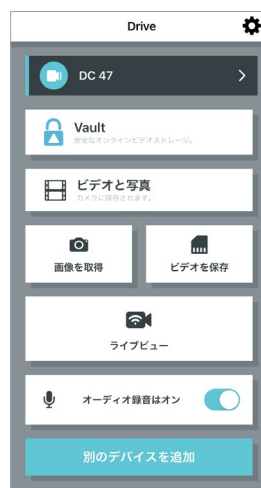 Drive
DC 47
Vault
安全なオンラインビデオストレージ。
ビデオと写真
カメラに保存されます。
画像を取得
ビデオを保存
ライブビュー
オーディオ録音はオン
別のデバイスを追加